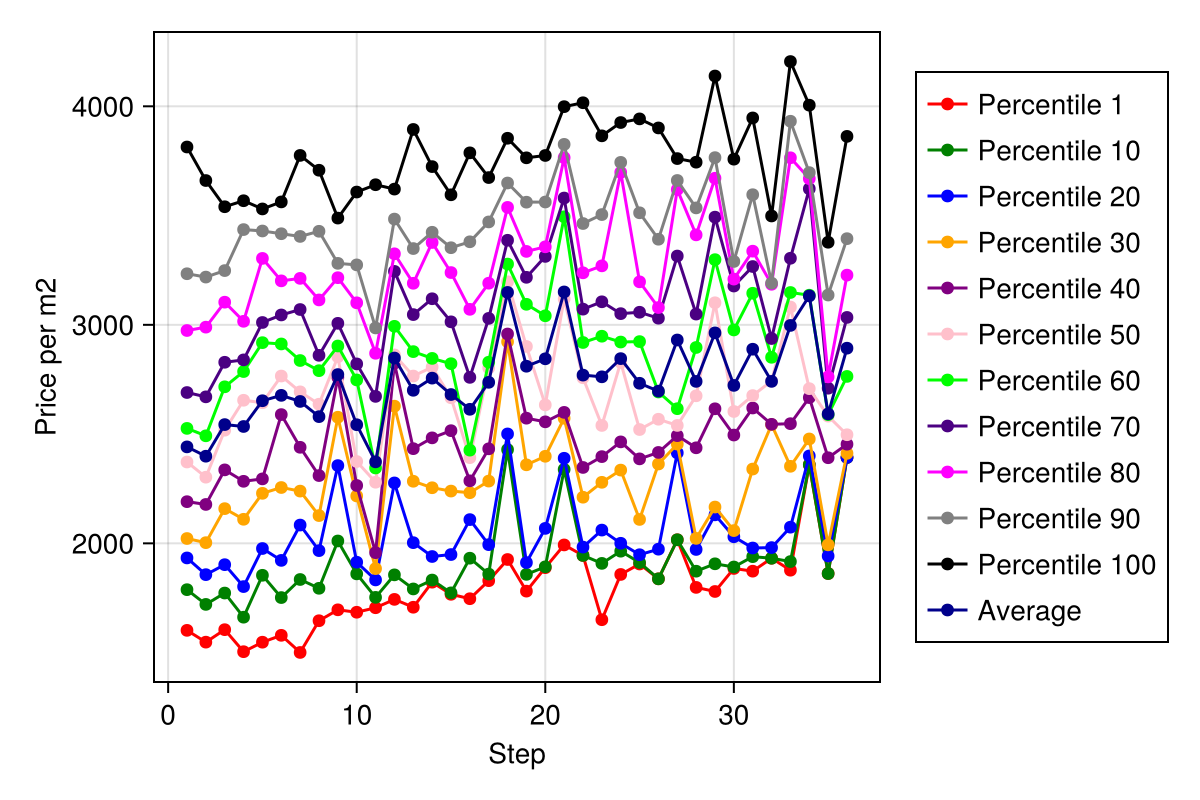 Price per m2
4000
3000
2000
0
10
20
30
Step
Percentile 1
Percentile 10
Percentile 20
Percentile 30
Percentile 40
Percentile 50
Percentile 60
Percentile 70
Percentile 80
Percentile 90
Percentile 100
Average